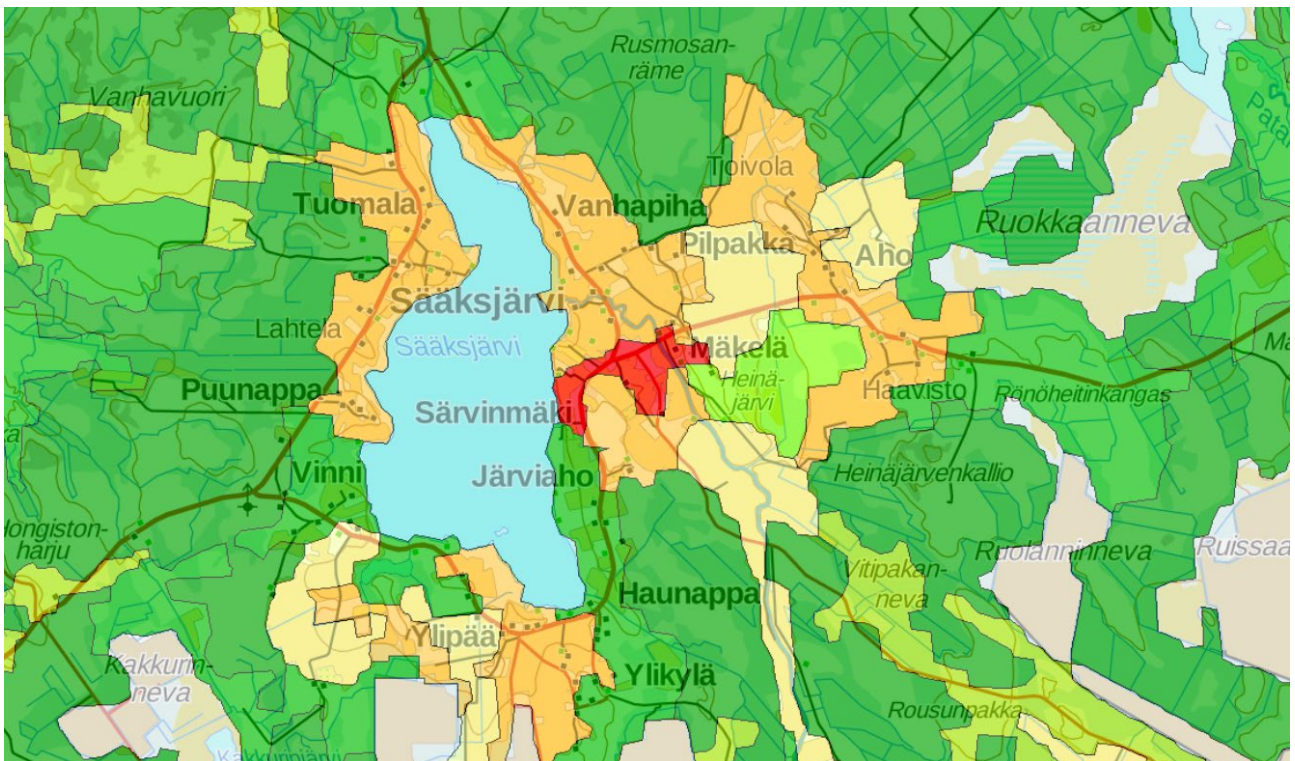 Rusmosan-
räme
Vanhavuori
Toivola
Tuomala
Vanhapiha
Ruokkaanneva
Pilpakka
Aho
Sääksjärvi
Lahtela
Sääksjärvi
Mäkelä
Heinä-
järvi
Puunappa
Haavisto
Rönöheitinkangas
Särvinmäki
Vinni
Järviaho
Heinäjärvenkallio
Hongiston-
harju
Ruolanninneva
Ruissaa
Vitipakan-
neva
Haunappa
Ylipää
Kakkurin-
neva
Ylikylä
Rousunpakka
Kakkurinjärvi